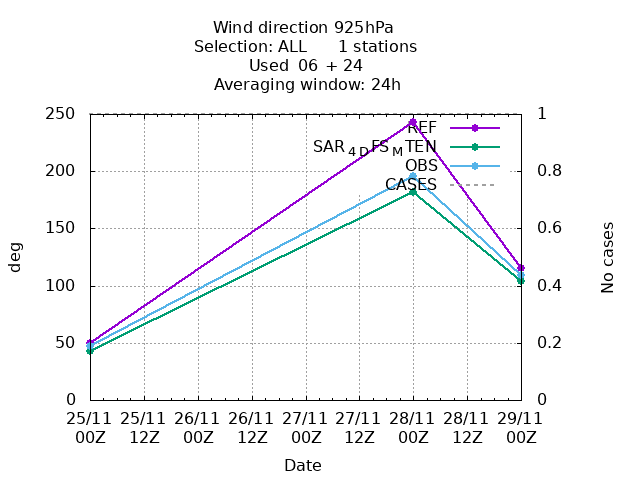 Wind direction 925hPa
Selection: ALL 1 stations
Used 06 + 24
Averaging window: 24h
250
200
150
100
50
0
deg
1
0.8
0.6
0.4
0.2
0
No cases
REF
SAR4DFSMTEN
OBS
CASES
25/11 25/11 26/11 26/11 27/11 27/11 28/11 28/11 29/11
00Z 12Z 00Z 12Z 00Z 12Z 00Z 12Z 00Z
Date